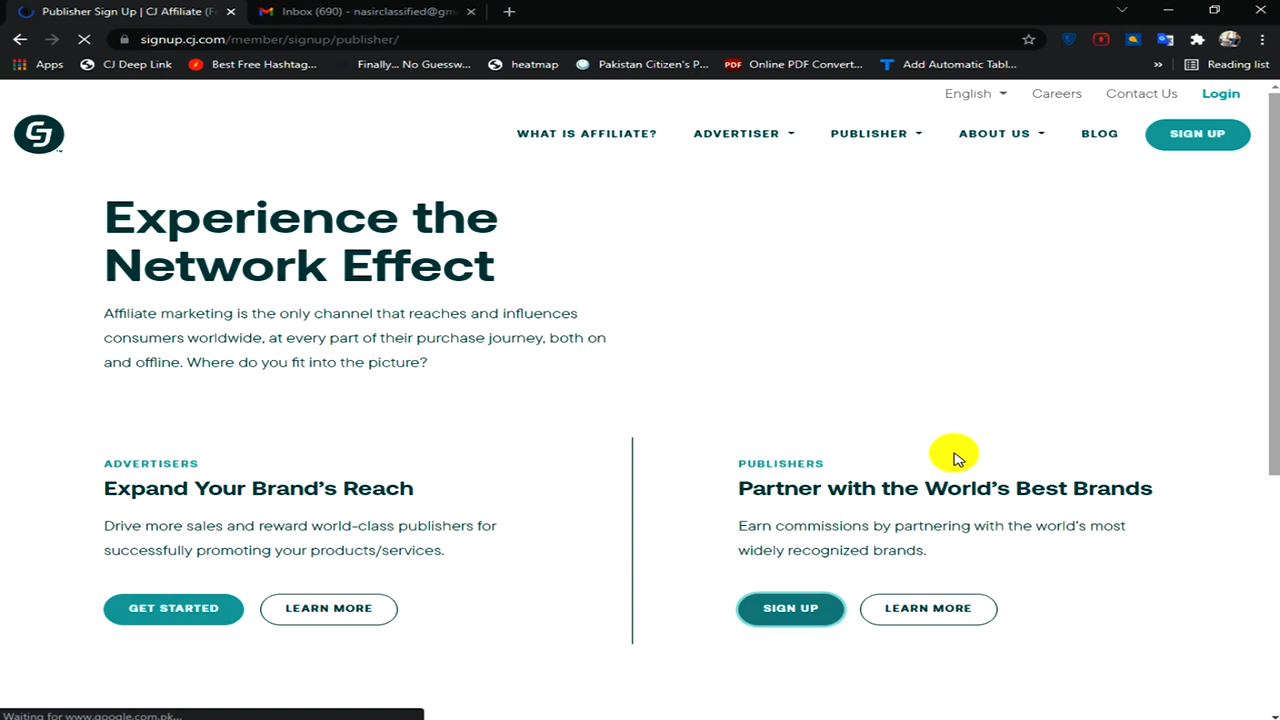 Publisher Sign Up | CJ Affiliate (F
Inbox (690) - nasirclassified@gm
signup.cj.com/member/signup/publisher/
Apps
CJ Deep Link
Best Free Hashtag...
Finally... No Guessw...
heatmap
Pakistan Citizen's P...
PDF Online PDF Convert...
Add Automatic Tabl...
»
Reading list
English
Careers
Contact Us
Login
CJ
WHAT IS AFFILIATE?
ADVERTISER
PUBLISHER
ABOUT US
BLOG
SIGN UP
Experience the
Network Effect
Affiliate marketing is the only channel that reaches and influences
consumers worldwide, at every part of their purchase journey, both on
and offline. Where do you fit into the picture?
ADVERTISERS
Expand Your Brand's Reach
Drive more sales and reward world-class publishers for
successfully promoting your products/services.
GET STARTED
LEARN MORE
PUBLISHERS
Partner with the World's Best Brands
Earn commissions by partnering with the world's most
widely recognized brands.
SIGN UP
LEARN MORE
Waiting for www.google.com.pk...